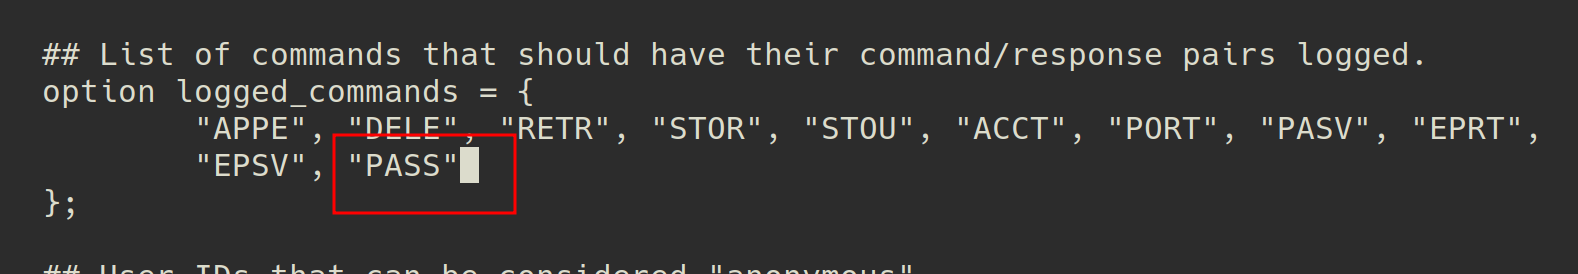 ## List of commands that should have their command/response pairs logged.
option logged_commands = {
"APPE", "DELE", "RETR", "STOR", "STOU", "ACCT", "PORT", "PASV", "EPRT",
"EPSV", "PASS"
};
## User IDs that can be considered "anonymous"